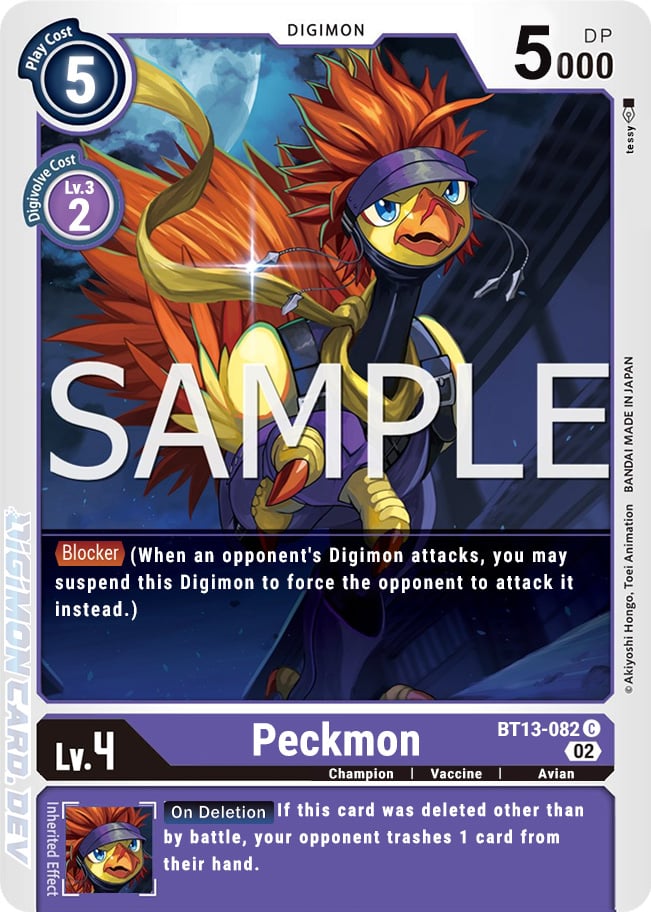 DIGIMON
Play Cost
5
5000 DP
tessy
Digivolve Cost
Lv.3
2
SAMPLE
© Akiyoshi Hongo, Toei Animation BANDAI MADE IN JAPAN
Blocker (When an opponent's Digimon attacks, you may
suspend this Digimon to force the opponent to attack it
instead.)
DIGIMONCARD.DEV
Lv.4
Peckmon
BT13-082 C
02
Champion | Vaccine | Avian
Inherited Effect
On Deletion If this card was deleted other than
by battle, your opponent trashes 1 card from
their hand.